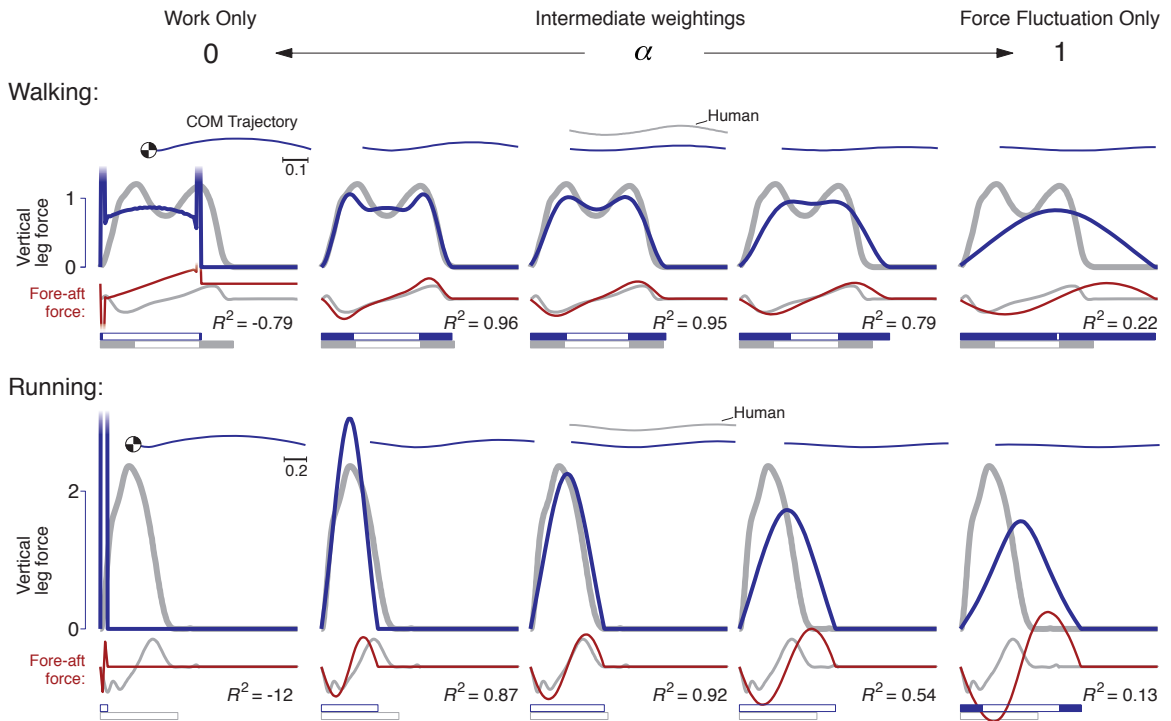 Work Only
Intermediate weightings
Force Fluctuation Only
0
α
1
Walking:
COM Trajectory
Human
0.1
1
0
Vertical
leg force
Fore-aft
force:
R² = -0.79
R² = 0.96
R² = 0.95
R² = 0.79
R² = 0.22
Running:
Human
0.2
2
0
Vertical
leg force
Fore-aft
force:
R² = -12
R² = 0.87
R² = 0.92
R² = 0.54
R² = 0.13